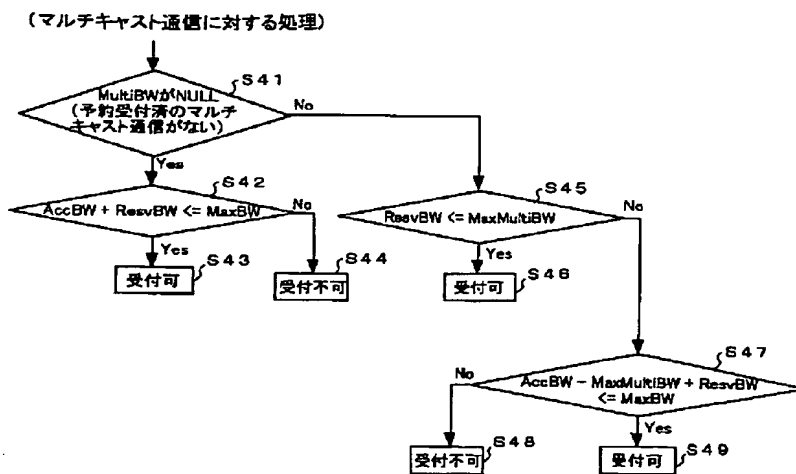 (マルチキャスト通信に対する処理)
S41
MultiBWがNULL
(予約受付済のマルチ
キャスト通信がない)
No
Yes
S42
AccBW + ResvBW <= MaxBW
No
Yes
S43
受付可
S44
受付不可
S45
ResvBW <= MaxMultiBW
No
Yes
S46
受付可
S47
AccBW - MaxMultiBW + ResvBW
<= MaxBW
No
Yes
S48
受付不可
S49
受付可